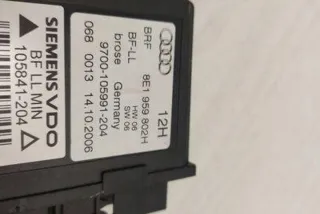 12H
8E1 959 802H
BRF
HW 06
BF-LL SW 06
brose Germany
9700-105991-204
068 0013 14.10.2006
SIEMENS VDO
BF LL MIN
105841-204